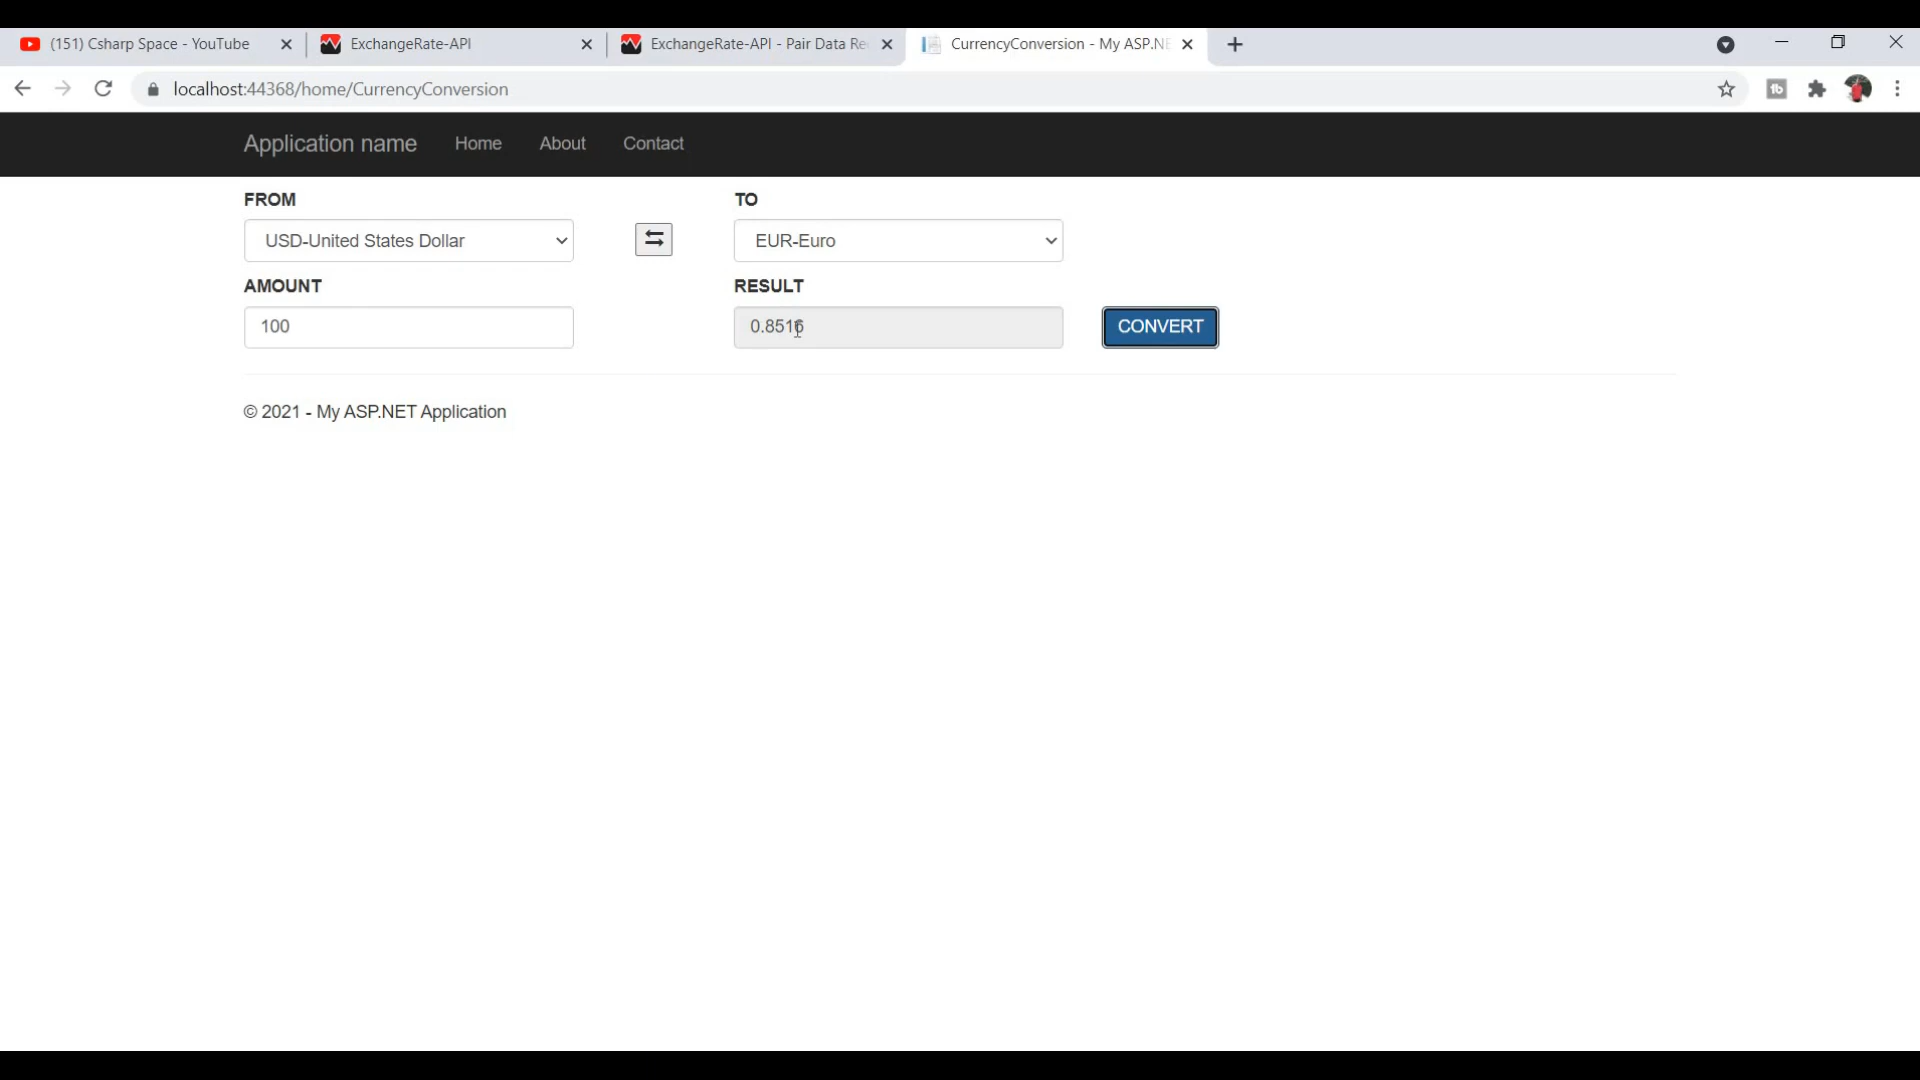 (151) Csharp Space - YouTube
ExchangeRate-API
ExchangeRate-API - Pair Data Re
CurrencyConversion - My ASP.NE
localhost:44368/home/CurrencyConversion
Application name Home About Contact
FROM TO
USD-United States Dollar EUR-Euro
AMOUNT RESULT
100 0.8516 CONVERT
© 2021 - My ASP.NET Application